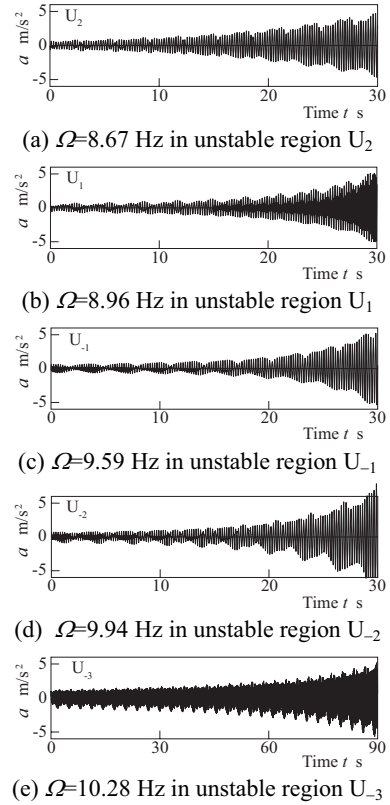 U₂
a m/s²
5
0
-5
0 10 20 30
Time t s
(a) Ω=8.67 Hz in unstable region U₂
U₁
a m/s²
5
0
-5
0 10 20 30
Time t s
(b) Ω=8.96 Hz in unstable region U₁
U₋₁
a m/s²
5
0
-5
0 10 20 30
Time t s
(c) Ω=9.59 Hz in unstable region U₋₁
U₋₂
a m/s²
5
0
-5
0 10 20 30
Time t s
(d) Ω=9.94 Hz in unstable region U₋₂
U₋₃
a m/s²
5
0
-5
0 30 60 90
Time t s
(e) Ω=10.28 Hz in unstable region U₋₃